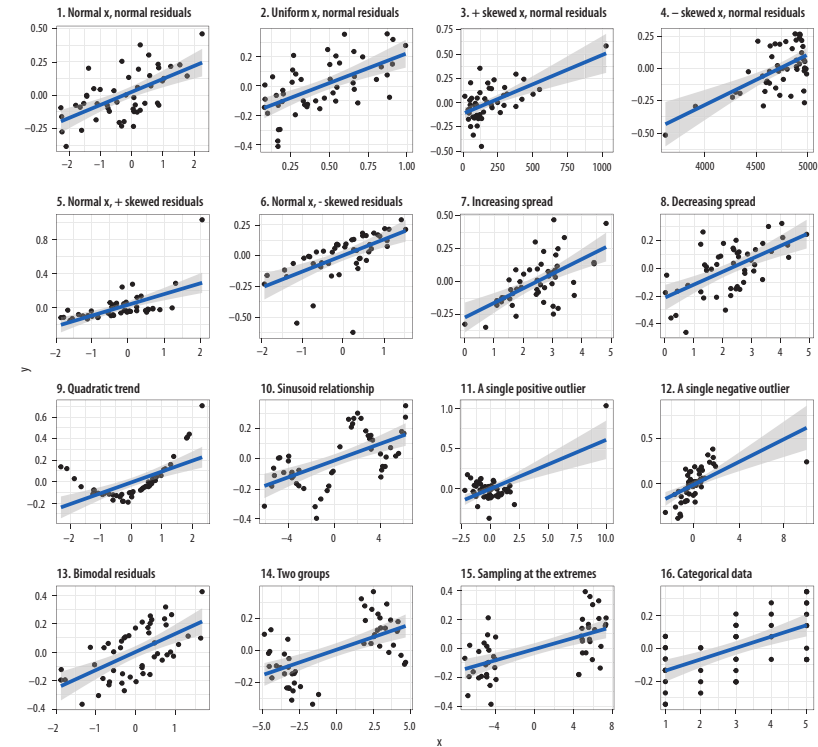 1. Normal x, normal residuals
2. Uniform x, normal residuals
3. + skewed x, normal residuals
4. – skewed x, normal residuals
0.50
0.25
0.00
−0.25
−2 −1 0 1 2
0.2
0.0
−0.2
−0.4
0.25 0.50 0.75 1.00
0.75
0.50
0.25
0.00
−0.25
−0.50
0 250 500 750 1000
0.25
0.00
−0.25
−0.50
4000 4500 5000
5. Normal x, + skewed residuals
6. Normal x, - skewed residuals
7. Increasing spread
8. Decreasing spread
0.8
0.4
0.0
−2 −1 0 1 2
0.25
0.00
−0.25
−0.50
−2 −1 0 1
0.50
0.25
0.00
−0.25
0 1 2 3 4 5
0.2
0.0
−0.2
−0.4
0 1 2 3 4 5
y
9. Quadratic trend
10. Sinusoid relationship
11. A single positive outlier
12. A single negative outlier
0.6
0.4
0.2
0.0
−0.2
−2 −1 0 1 2
0.2
0.0
−0.2
−0.4
−4 0 4
1.0
0.5
0.0
−2.5 0.0 2.5 5.0 7.5 10.0
0.5
0.0
0 4 8
13. Bimodal residuals
14. Two groups
15. Sampling at the extremes
16. Categorical data
0.4
0.2
0.0
−0.2
−0.4
−2 −1 0 1
0.2
0.0
−0.2
−5.0 −2.5 0.0 2.5 5.0
0.4
0.2
0.0
−0.2
−0.4
−4 0 4 8
0.2
0.0
−0.2
1 2 3 4 5
x